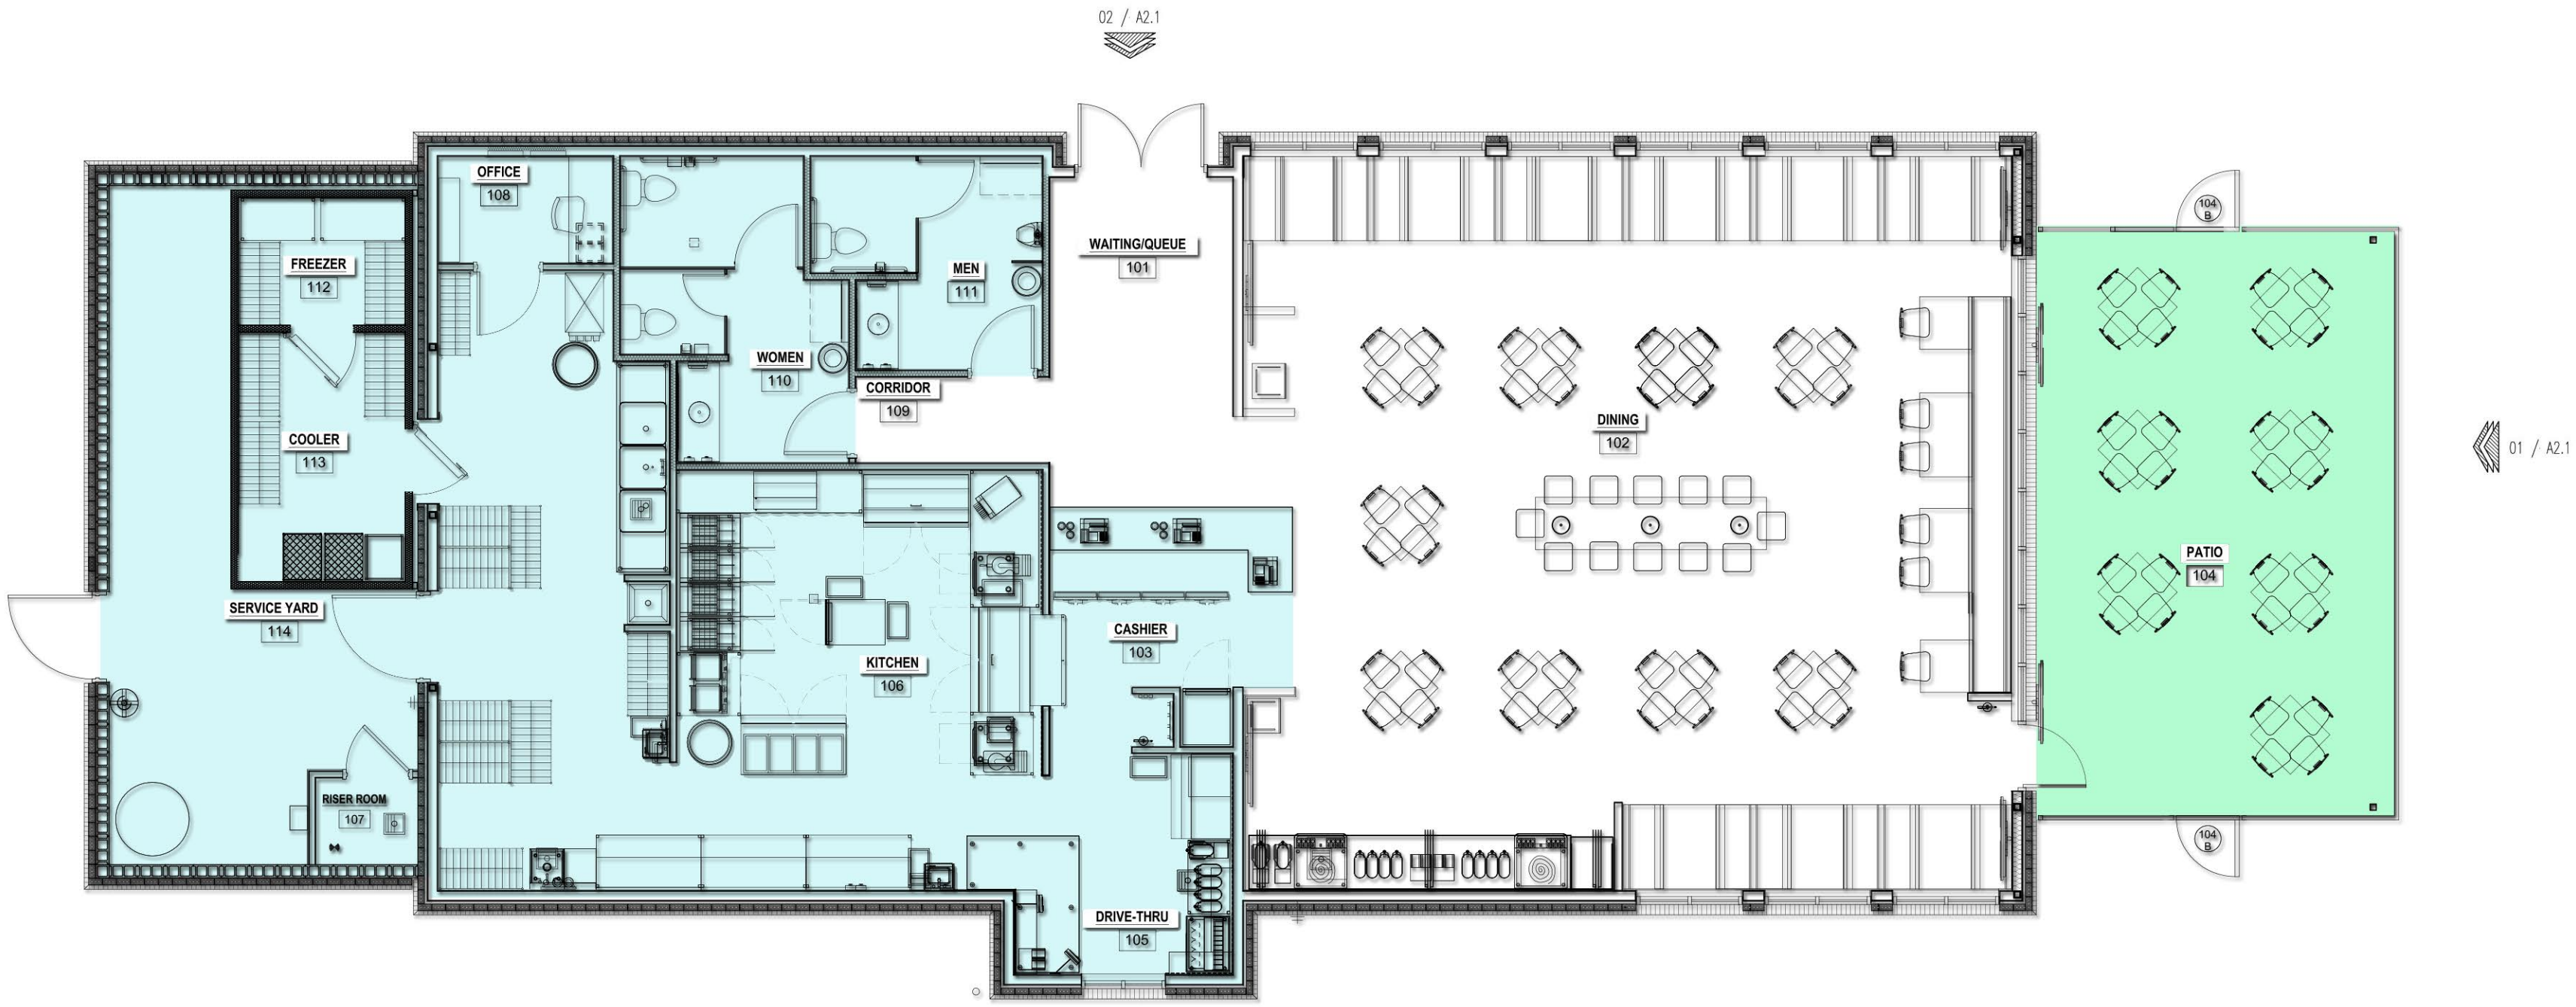 02 / A2.1
OFFICE
108
104
B
WAITING/QUEUE
101
FREEZER
112
MEN
111
WOMEN
110
CORRIDOR
109
DINING
102
COOLER
113
01 / A2.1
PATIO
104
SERVICE YARD
114
CASHIER
103
KITCHEN
106
RISER ROOM
107
104
B
DRIVE-THRU
105